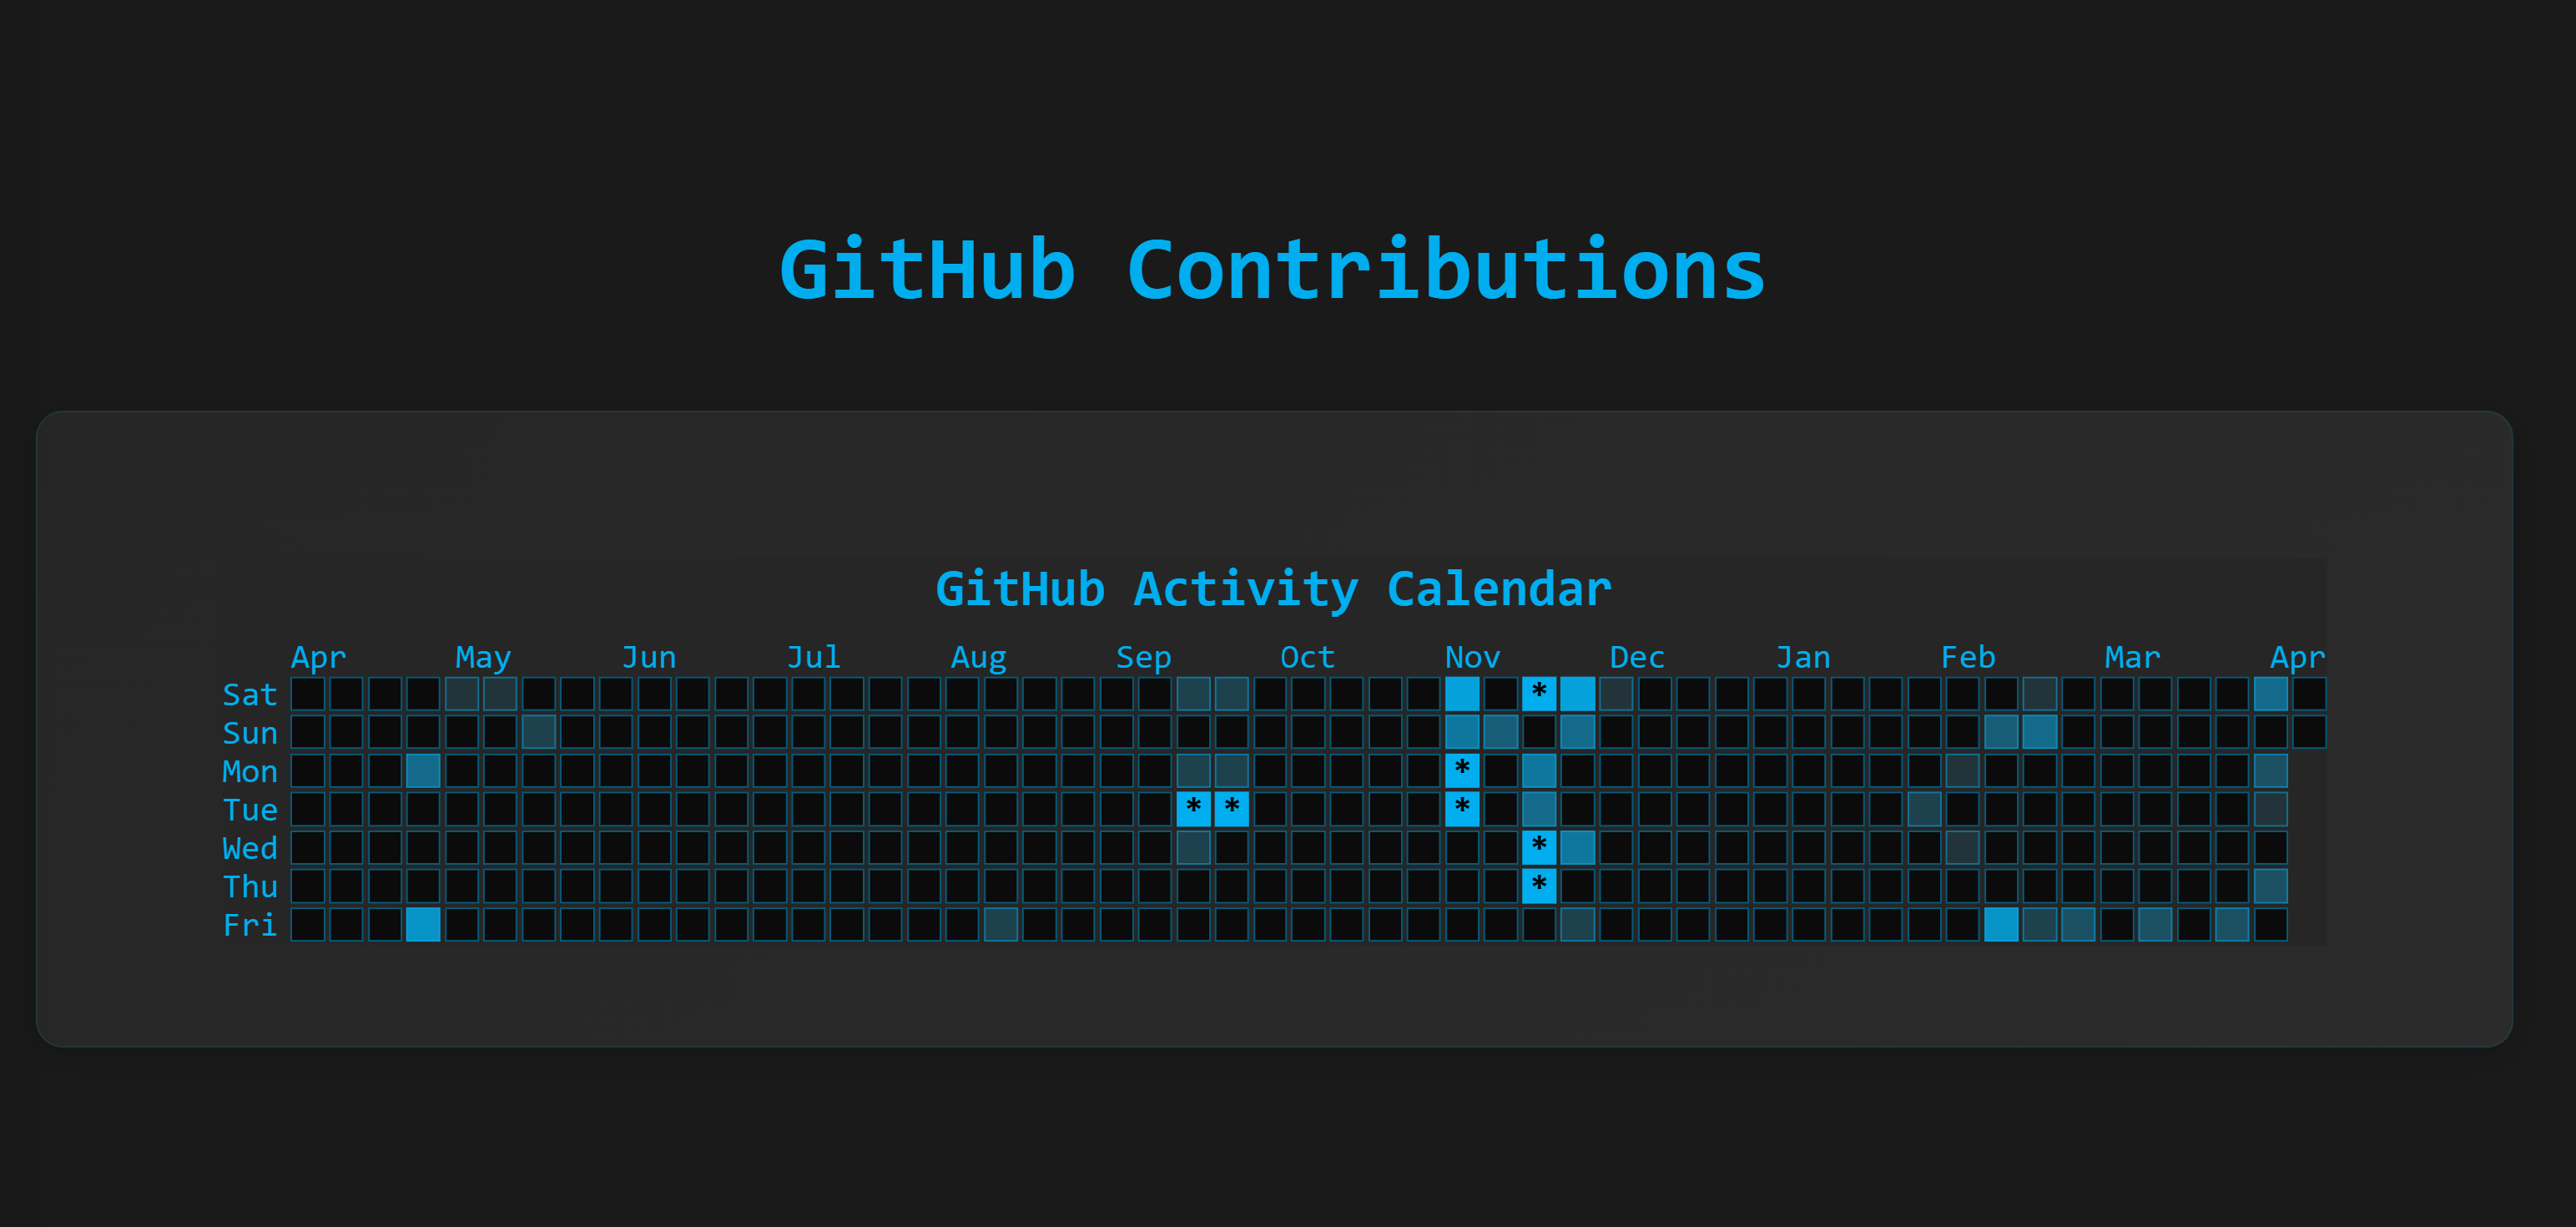 GitHub Contributions
GitHub Activity Calendar
Apr May Jun Jul Aug Sep Oct Nov Dec Jan Feb Mar Apr
Sat * 
Sun
Mon *
Tue * * *
Wed *
Thu *
Fri